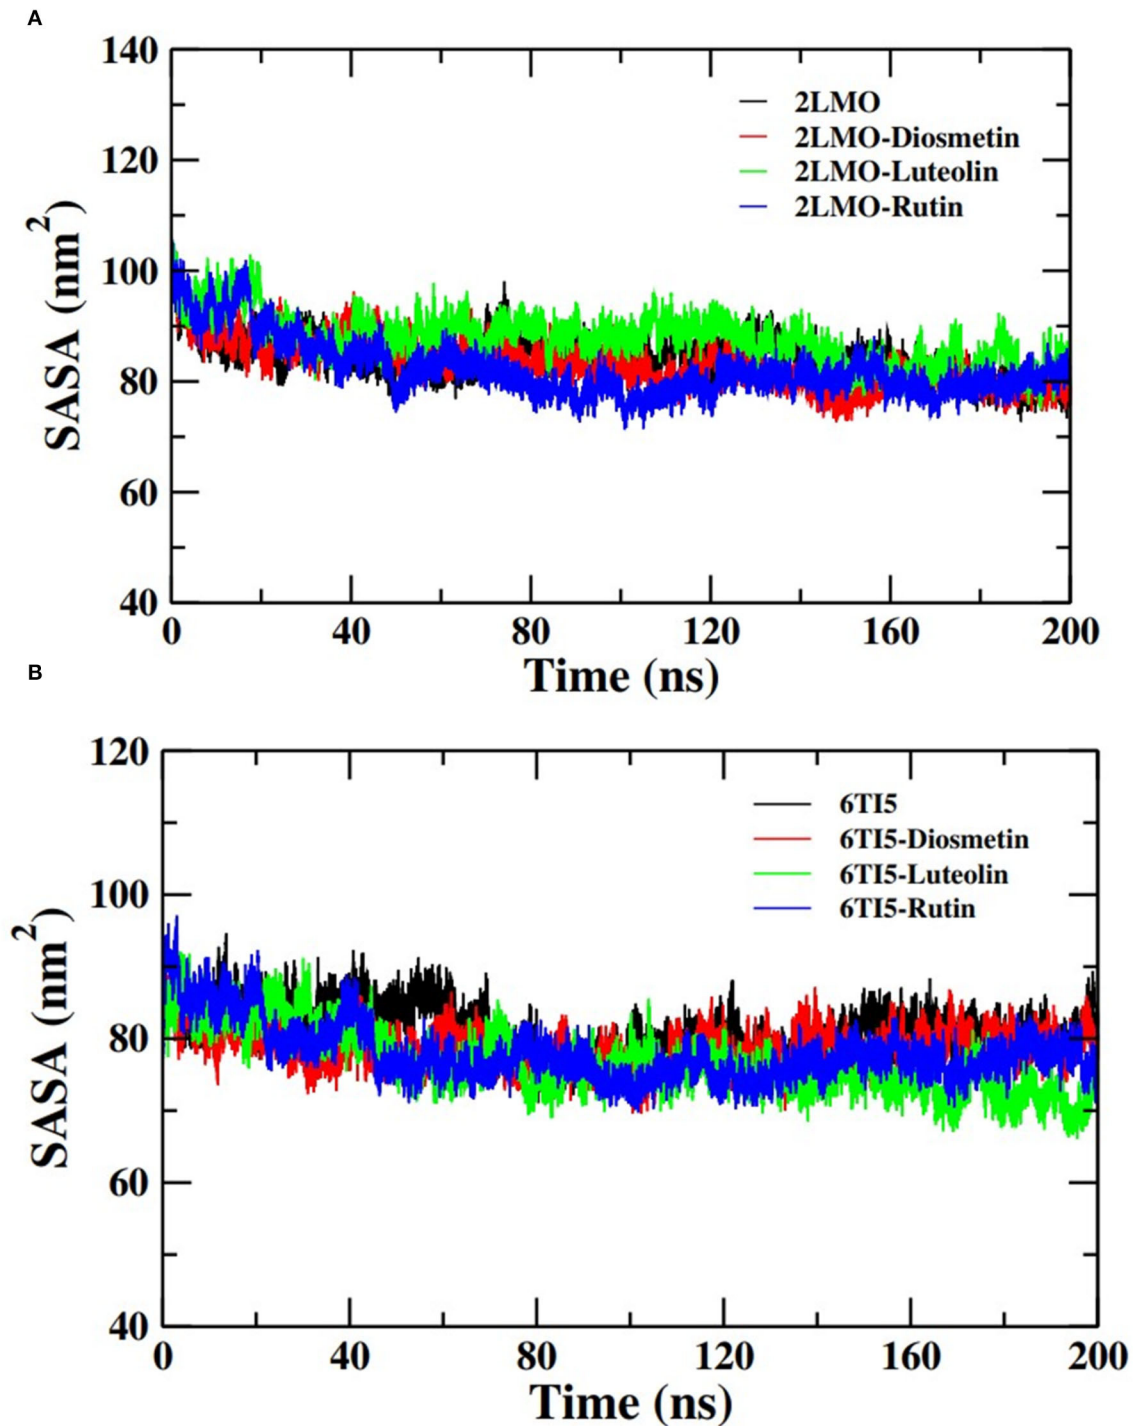 A
140
120
100
80
60
40
SASA (nm2)
2LMO
2LMO-Diosmetin
2LMO-Luteolin
2LMO-Rutin
0 40 80 120 160 200
Time (ns)
B
120
100
80
60
40
SASA (nm2)
6TI5
6TI5-Diosmetin
6TI5-Luteolin
6TI5-Rutin
0 40 80 120 160 200
Time (ns)